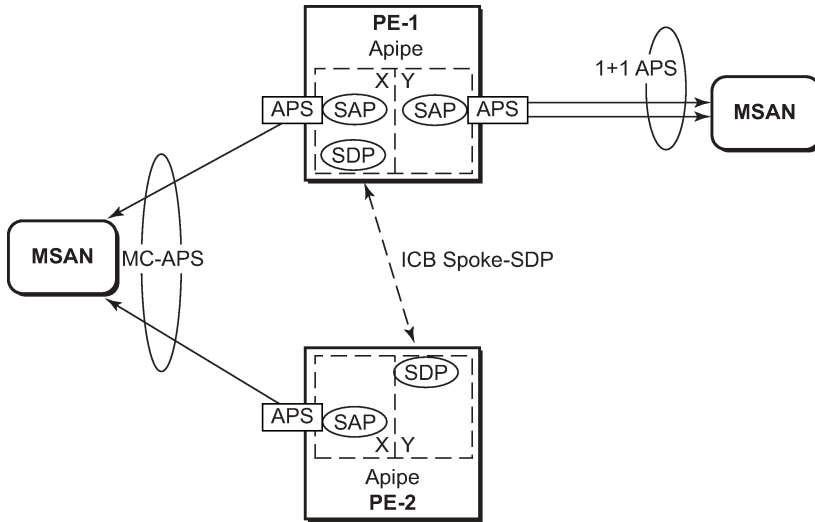 PE-1
Apipe
X Y
APS SAP SAP APS
SDP
1+1 APS
MSAN
MSAN
MC-APS
ICB Spoke-SDP
SDP
APS SAP
X Y
Apipe
PE-2